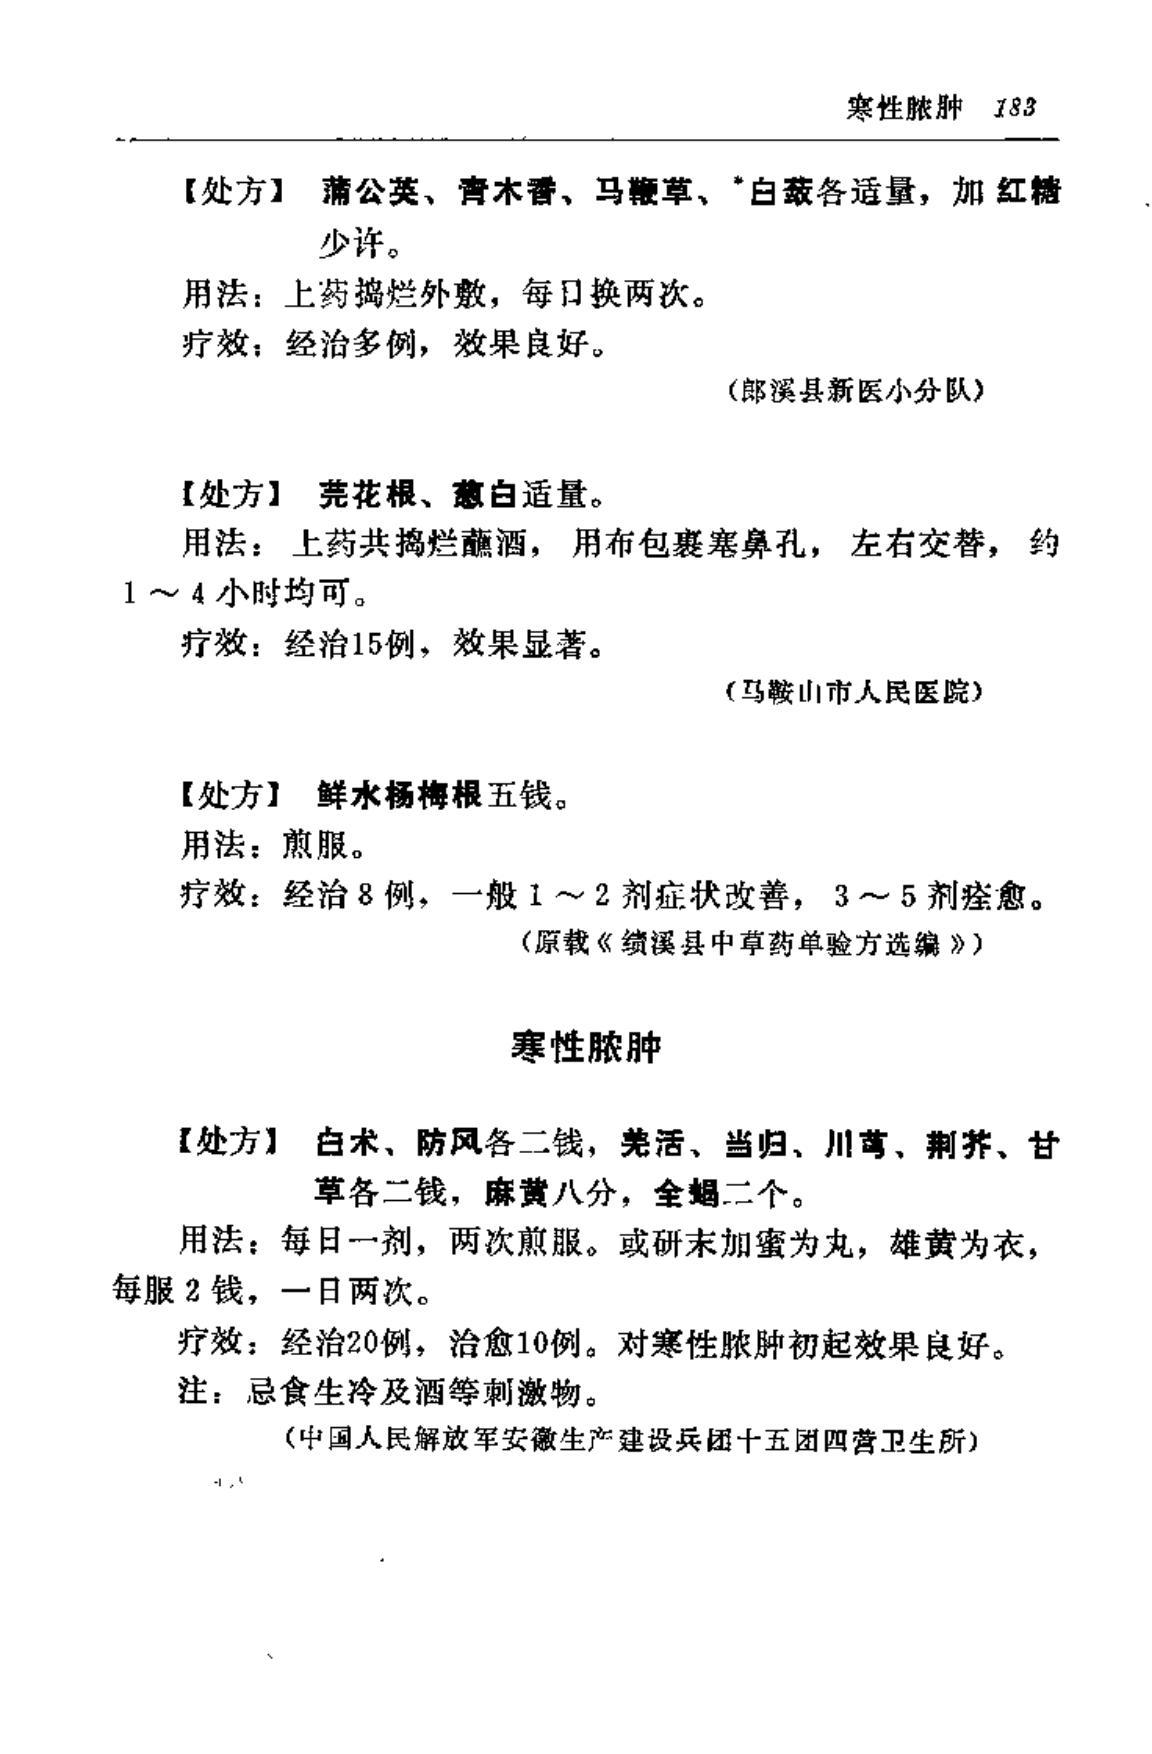 寒性脓肿 183
【处方】 蒲公英、青木香、马鞭草、*白蔹各适量，加红糖
少许。
用法：上药捣烂外敷，每日换两次。
疗效：经治多例，效果良好。
（郎溪县新医小分队）
【处方】 芫花根、葱白适量。
用法：上药共捣烂蘸酒，用布包裹塞鼻孔，左右交替，约
1～4小时均可。
疗效：经治15例，效果显著。
（马鞍山市人民医院）
【处方】 鲜水杨梅根五钱。
用法：煎服。
疗效：经治8例，一般1～2剂症状改善，3～5剂痊愈。
（原载《绩溪县中草药单验方选编》）
寒性脓肿
【处方】 白术、防风各二钱，羌活、当归、川芎、荆芥、甘
草各二钱，麻黄八分，全蝎二个。
用法：每日一剂，两次煎服。或研末加蜜为丸，雄黄为衣，
每服2钱，一日两次。
疗效：经治20例，治愈10例。对寒性脓肿初起效果良好。
注：忌食生冷及酒等刺激物。
（中国人民解放军安徽生产建设兵团十五团四营卫生所）